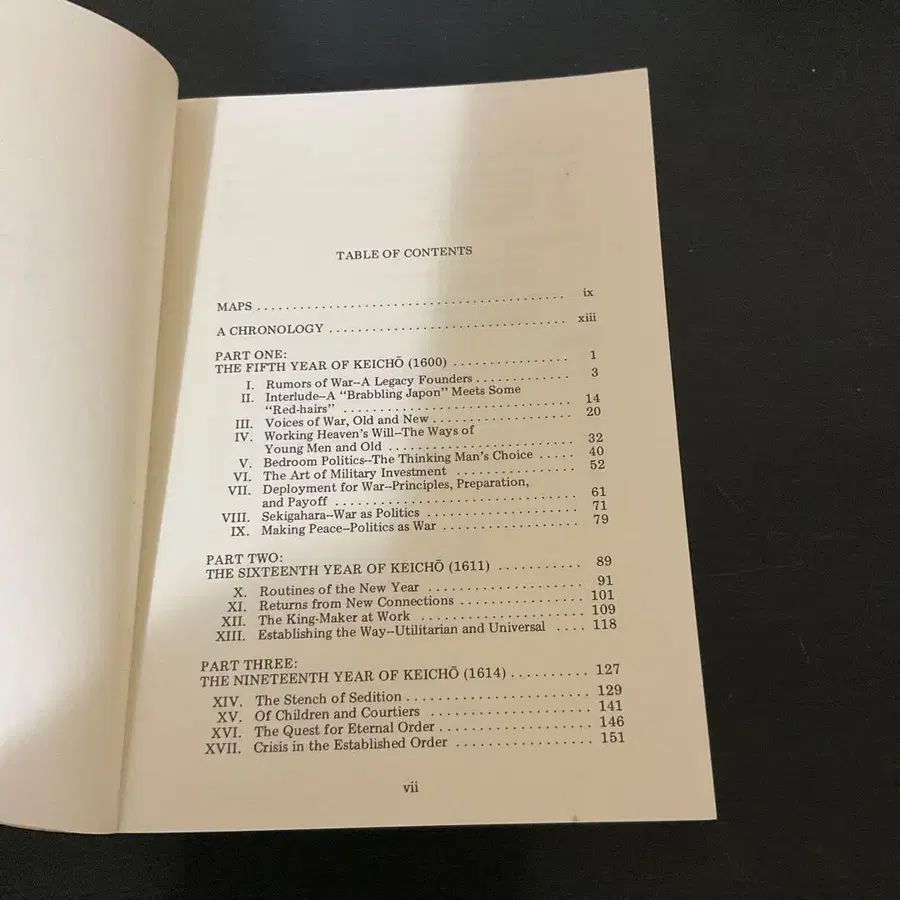 TABLE OF CONTENTS
MAPS ........................................ ix
A CHRONOLOGY ................................ xiii
PART ONE:
THE FIFTH YEAR OF KEICHŌ (1600) ................ 1
I. Rumors of War--A Legacy Founders ............. 3
II. Interlude--A "Brabbling Japon" Meets Some
"Red-hairs" ............................... 14
III. Voices of War, Old and New ................... 20
IV. Working Heaven's Will--The Ways of
Young Men and Old ......................... 32
V. Bedroom Politics--The Thinking Man's Choice ..... 40
VI. The Art of Military Investment ................ 52
VII. Deployment for War--Principles, Preparation,
and Payoff ................................ 61
VIII. Sekigahara--War as Politics ................... 71
IX. Making Peace--Politics as War .................. 79
PART TWO:
THE SIXTEENTH YEAR OF KEICHŌ (1611) ........... 89
X. Routines of the New Year ..................... 91
XI. Returns from New Connections ................. 101
XII. The King-Maker at Work ...................... 109
XIII. Establishing the Way--Utilitarian and Universal .... 118
PART THREE:
THE NINETEENTH YEAR OF KEICHŌ (1614) .......... 127
XIV. The Stench of Sedition ........................ 129
XV. Of Children and Courtiers .................... 141
XVI. The Quest for Eternal Order .................... 146
XVII. Crisis in the Established Order ................. 151
vii